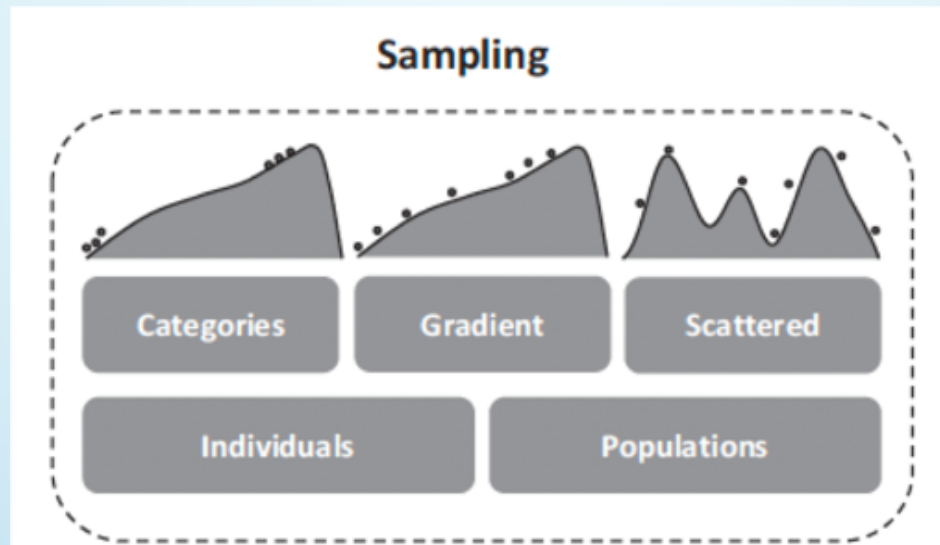 Sampling
Categories Gradient Scattered
Individuals Populations